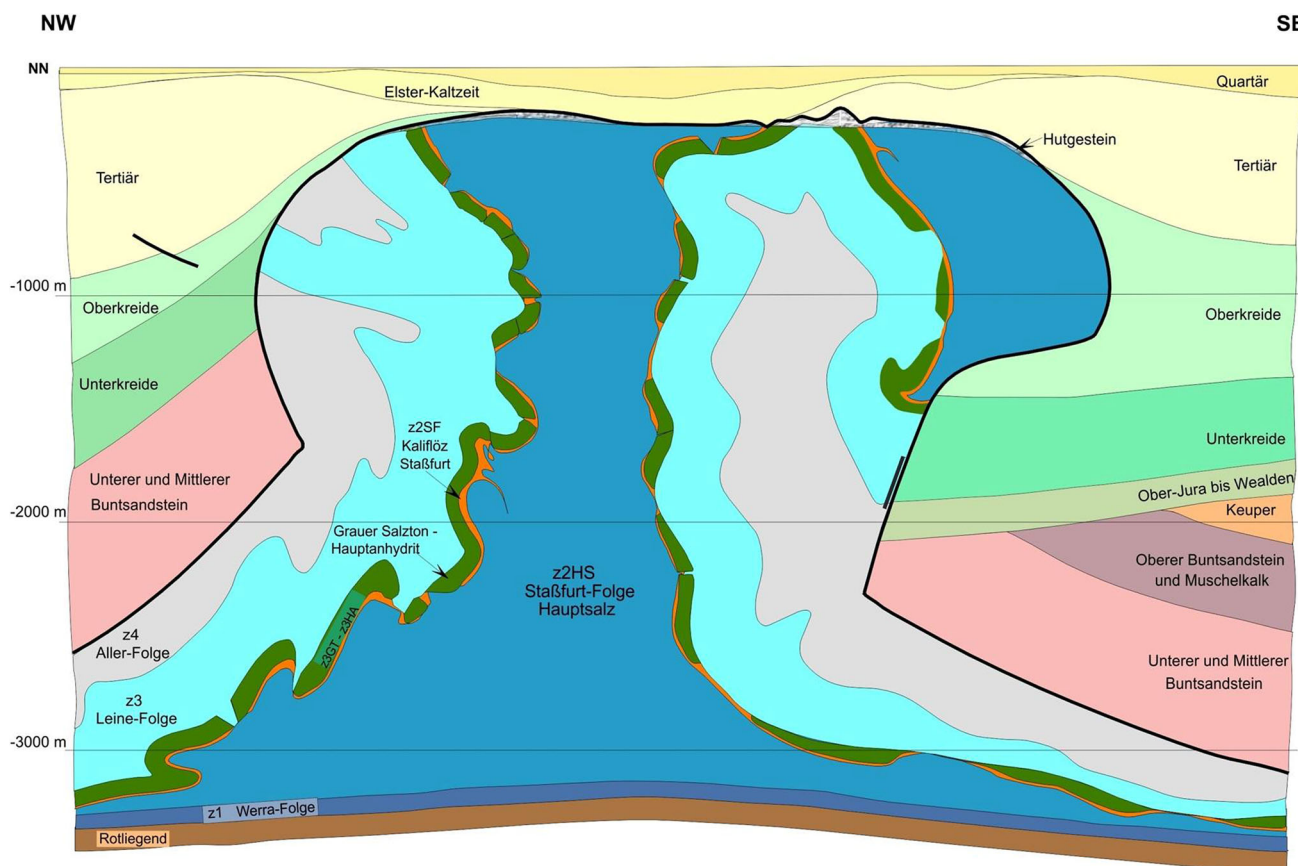 NW
SE
NN
Quartär
Elster-Kaltzeit
Hutgestein
Tertiär
Tertiär
-1000 m
Oberkreide
Oberkreide
Unterkreide
z2SF
Kaliflöz
Staßfurt
Unterkreide
Unterer und Mittlerer
Buntsandstein
Ober-Jura bis Wealden
Keuper
-2000 m
Grauer Salzton -
Hauptanhydrit
Oberer Buntsandstein
und Muschelkalk
z2HS
Staßfurt-Folge
Hauptsalz
z3GT - z3HA
z4
Aller-Folge
Unterer und Mittlerer
Buntsandstein
z3
Leine-Folge
-3000 m
z1 Werra-Folge
Rotliegend